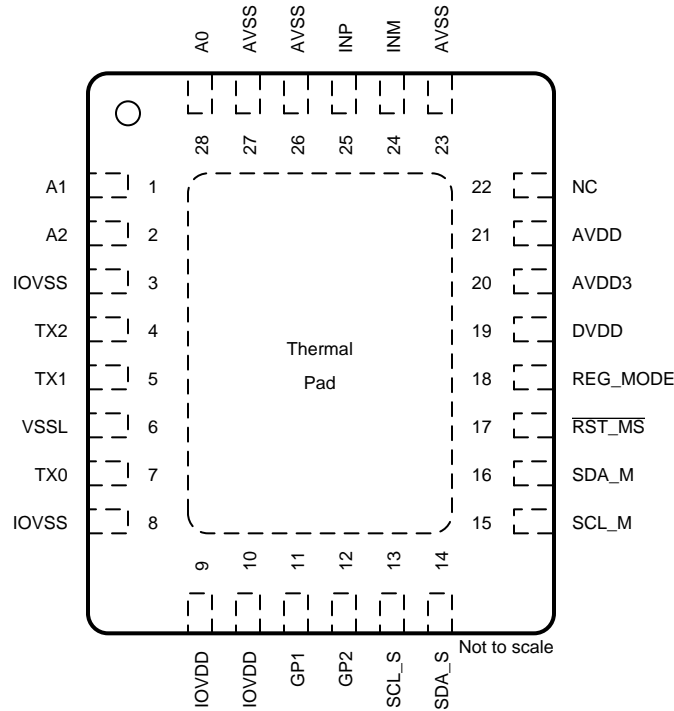 A0
AVSS
AVSS
INP
INM
AVSS
28
27
26
25
24
23
A1 1
A2 2
IOVSS 3
TX2 4
TX1 5
VSSL 6
TX0 7
IOVSS 8
Thermal
Pad
22 NC
21 AVDD
20 AVDD3
19 DVDD
18 REG_MODE
17 RST_MS
16 SDA_M
15 SCL_M
9
10
11
12
13
14
IOVDD
IOVDD
GP1
GP2
SCL_S
SDA_S
Not to scale